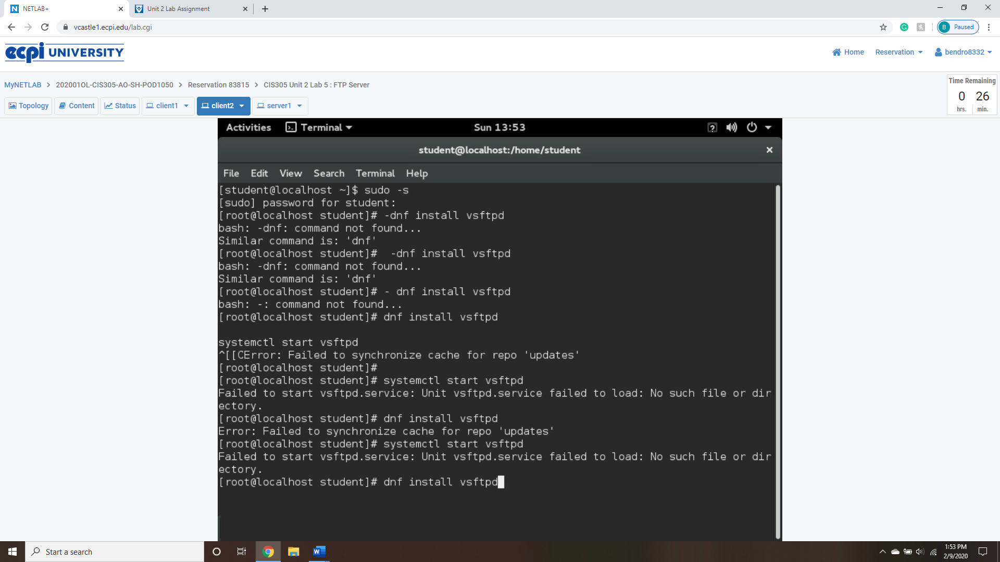 NETLAB+
Unit 2 Lab Assignment
vcastle1.ecpi.edu/lab.cgi
B Paused
ecpi UNIVERSITY
Home Reservation bendro8332
MyNETLAB > 202001OL-CIS305-AO-SH-POD1050 > Reservation 83815 > CIS305 Unit 2 Lab 5 : FTP Server
Time Remaining
0 26
hrs. min.
Topology Content Status client1 client2 server1
Activities Terminal Sun 13:53
student@localhost:/home/student
File Edit View Search Terminal Help
[student@localhost ~]$ sudo -s
[sudo] password for student:
[root@localhost student]# -dnf install vsftpd
bash: -dnf: command not found...
Similar command is: 'dnf'
[root@localhost student]#  -dnf install vsftpd
bash: -dnf: command not found...
Similar command is: 'dnf'
[root@localhost student]# - dnf install vsftpd
bash: -: command not found...
[root@localhost student]# dnf install vsftpd
systemctl start vsftpd
^[[CError: Failed to synchronize cache for repo 'updates'
[root@localhost student]#
[root@localhost student]# systemctl start vsftpd
Failed to start vsftpd.service: Unit vsftpd.service failed to load: No such file or dir
ectory.
[root@localhost student]# dnf install vsftpd
Error: Failed to synchronize cache for repo 'updates'
[root@localhost student]# systemctl start vsftpd
Failed to start vsftpd.service: Unit vsftpd.service failed to load: No such file or dir
ectory.
[root@localhost student]# dnf install vsftpd
Start a search
1:53 PM
2/9/2020